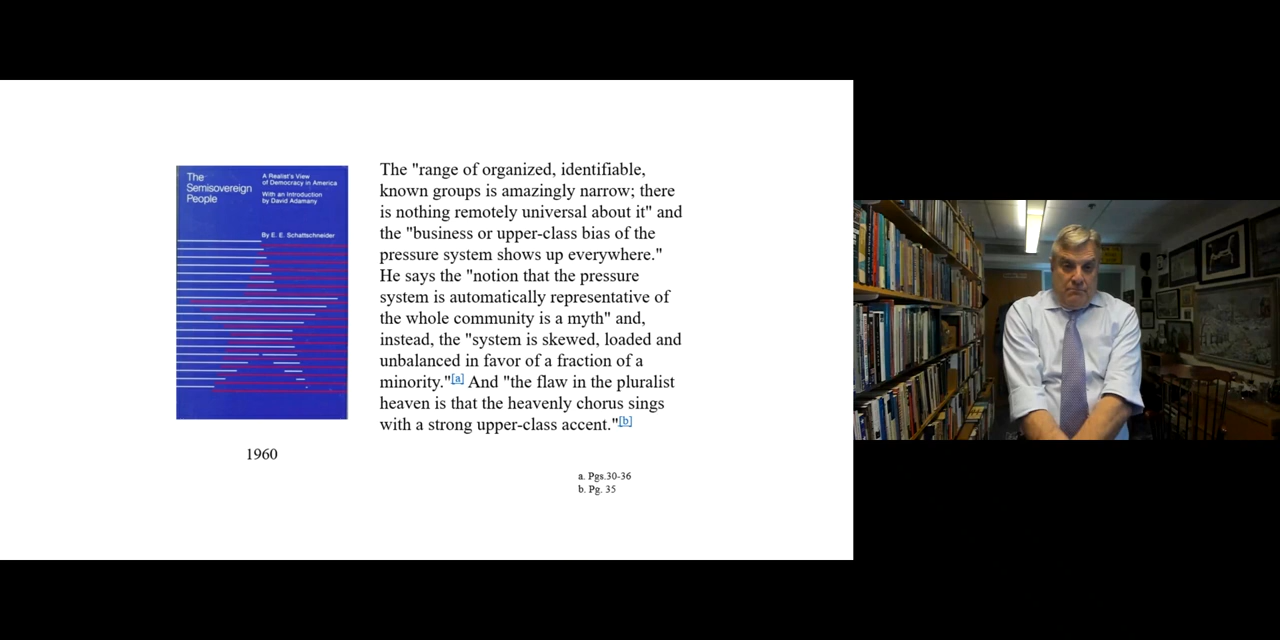 The
Semisovereign
People
A Realist's View
of Democracy in America
With an Introduction
by David Adamany
By E. E. Schattschneider
1960
The "range of organized, identifiable,
known groups is amazingly narrow; there
is nothing remotely universal about it" and
the "business or upper-class bias of the
pressure system shows up everywhere."
He says the "notion that the pressure
system is automatically representative of
the whole community is a myth" and,
instead, the "system is skewed, loaded and
unbalanced in favor of a fraction of a
minority."[a] And "the flaw in the pluralist
heaven is that the heavenly chorus sings
with a strong upper-class accent."[b]
a. Pgs.30-36
b. Pg. 35